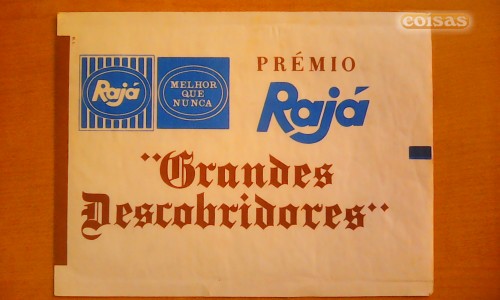 coisas
PRÉMIO
Rajá
MELHOR
QUE
NUNCA
Rajá
"Grandes
Descobridores"